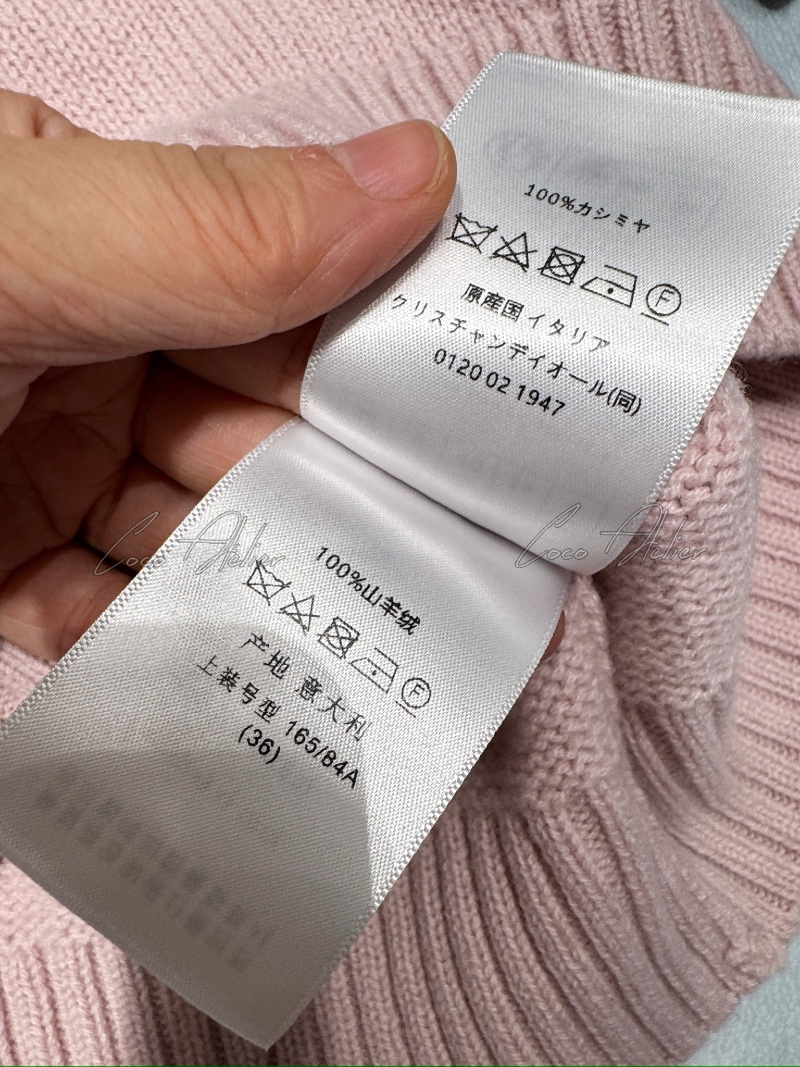 100%カシミヤ
F
原産国イタリア
クリスチャンディオール(同)
0120 02 1947
Coco Atelier
Coco Atelier
100%山羊绒
F
产地 意大利
上装号型 165/84A
(36)